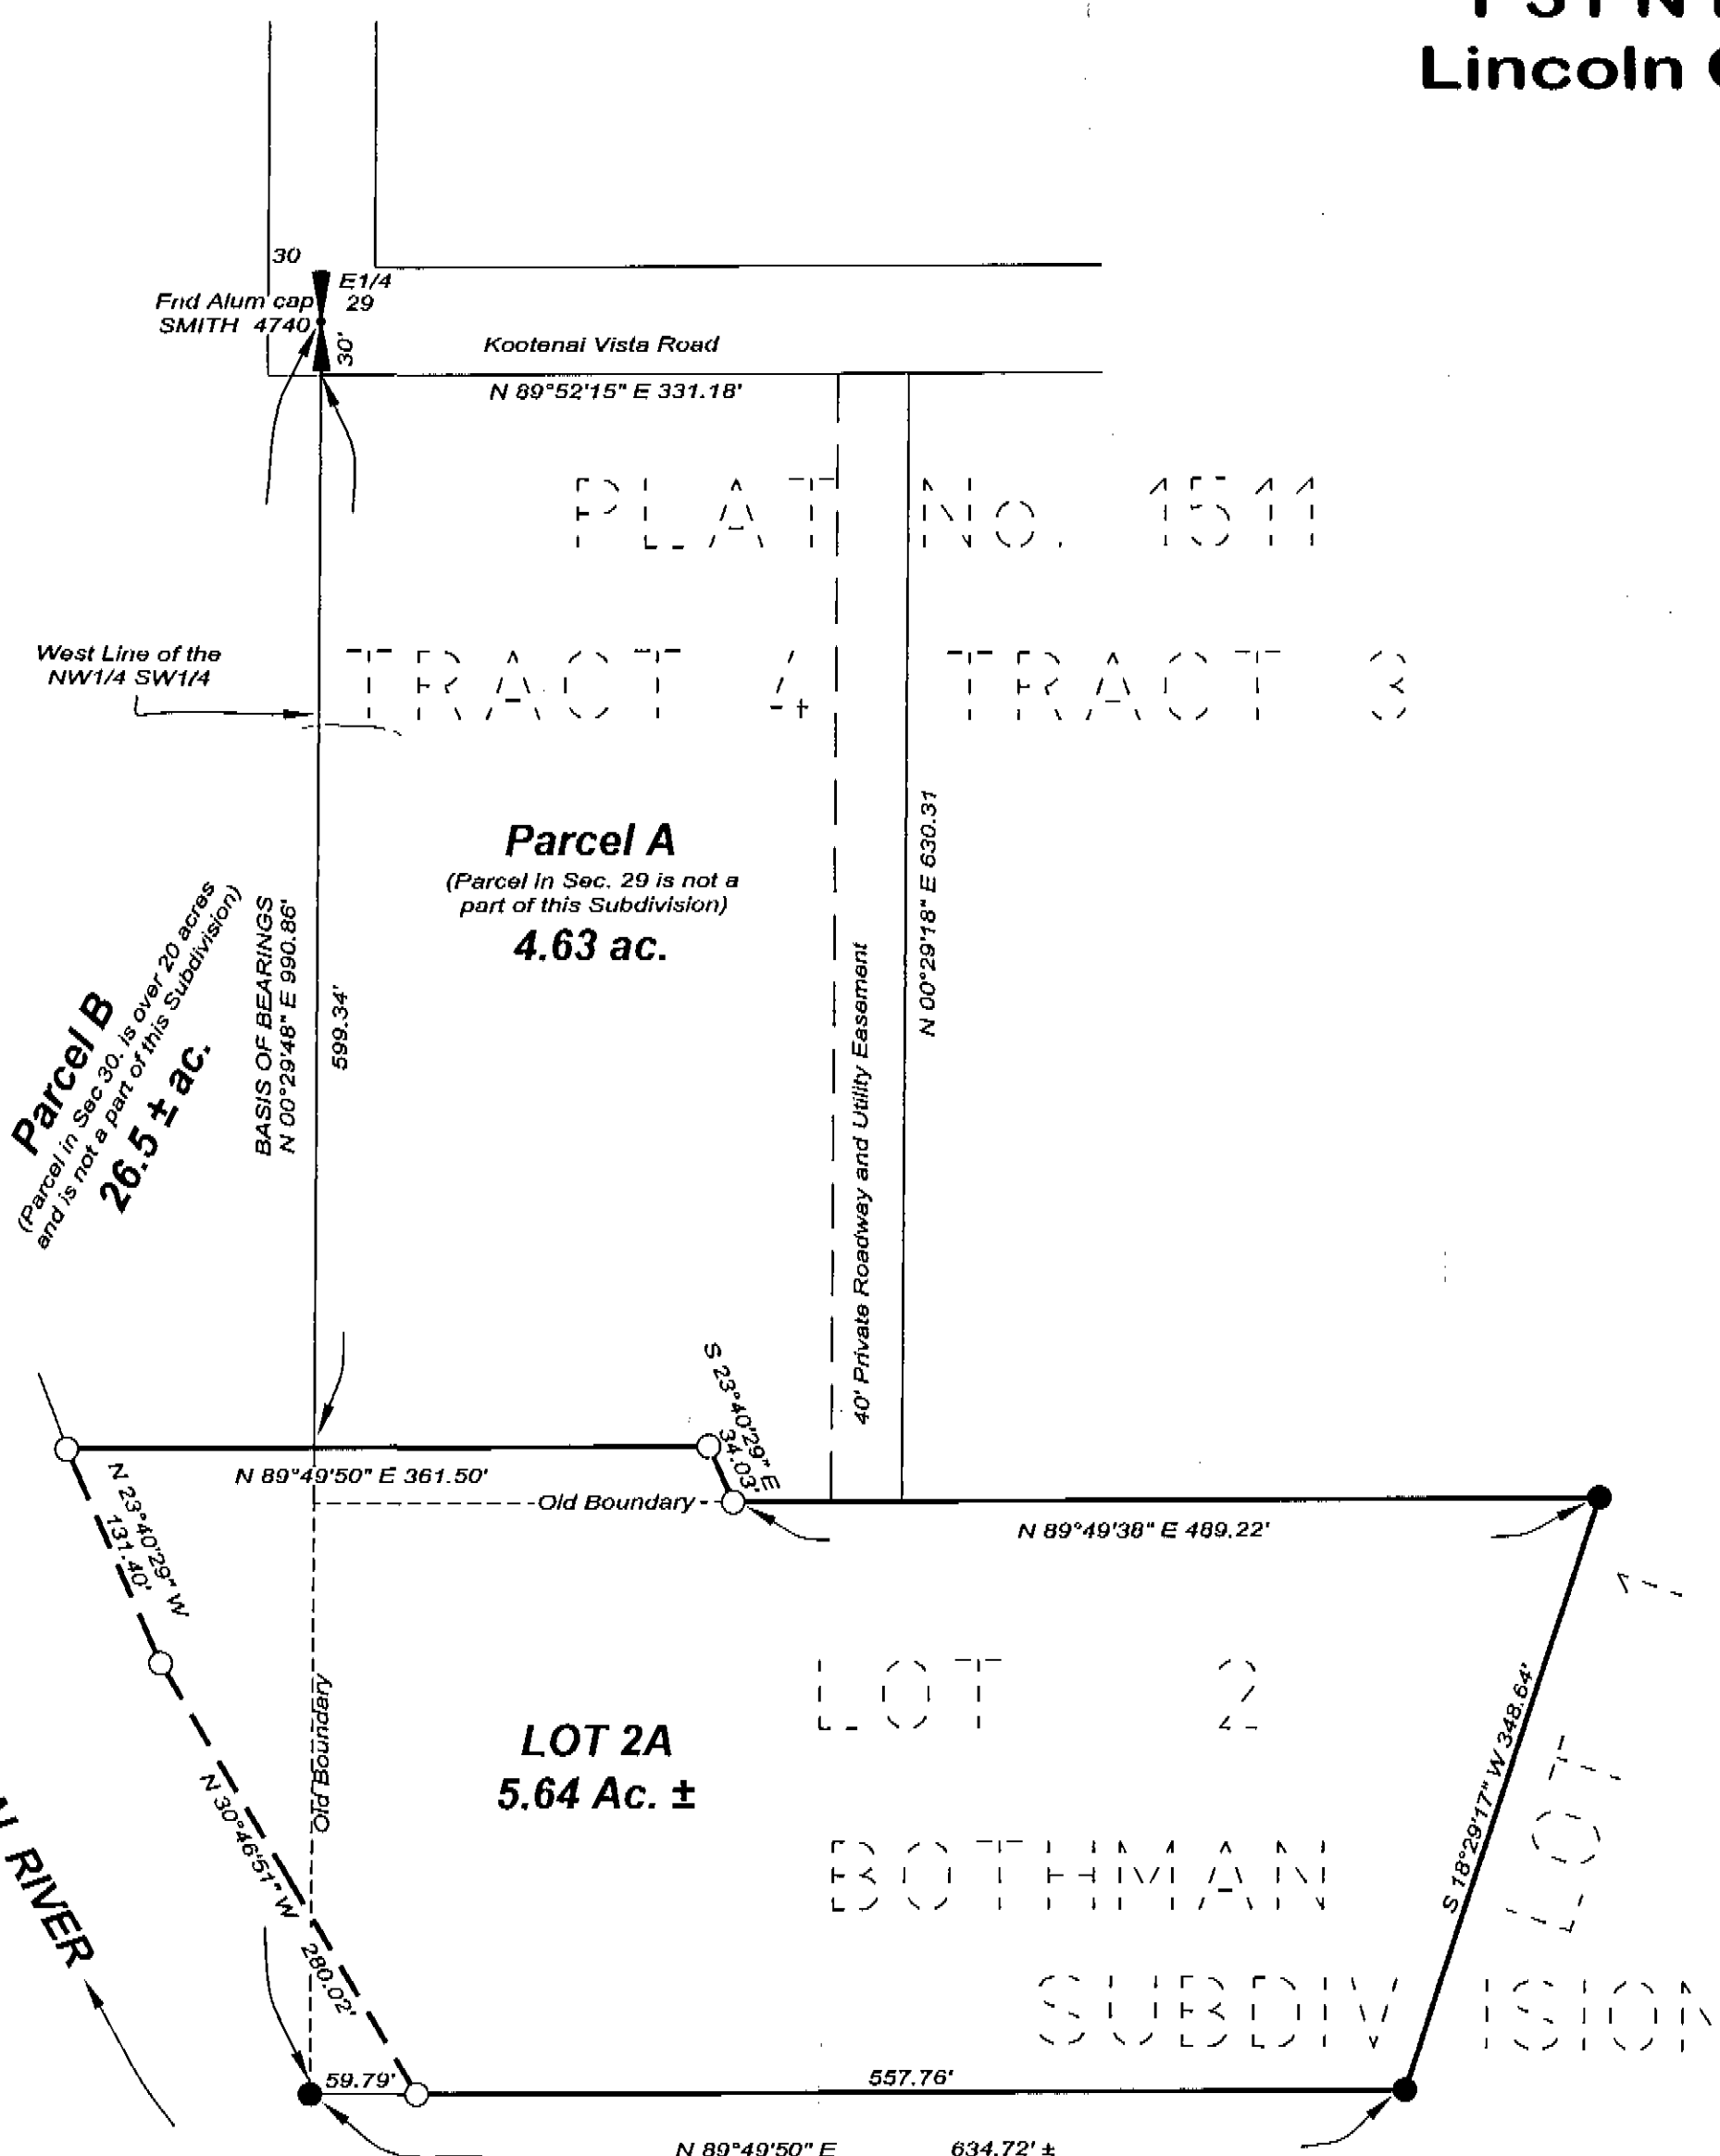 Lincoln
30
E1/4
29
Fnd Alum cap
SMITH 4740
30'
Kootenai Vista Road
N 89°52'15" E 331.18'
PLAT No. 1511
West Line of the
NW1/4 SW1/4
TRACT 4 TRACT 3
Parcel A
(Parcel in Sec. 29 is not a
part of this Subdivision)
4.63 ac.
N 00°29'18" E 630.31
40' Private Roadway and Utility Easement
Parcel B
(Parcel in Sec 30. is over 20 acres
and is not a part of this Subdivision)
26.5 ± ac.
BASIS OF BEARINGS
N 00°29'48" E 990.86'
599.34'
S 23°40'29" E
34.03'
N 89°49'50" E 361.50'
Old Boundary
N 89°49'38" E 489.22'
N 23°40'29" W
131.40'
LOT 1
LOT 2
Old Boundary
LOT 2A
5.64 Ac. ±
S 18°29'17" W 348.64'
N 30°46'51" W
280.02'
BOTHMAN
SUBDIVISION
RIVER
59.79'
557.76'
N 89°49'50" E 634.72' ±